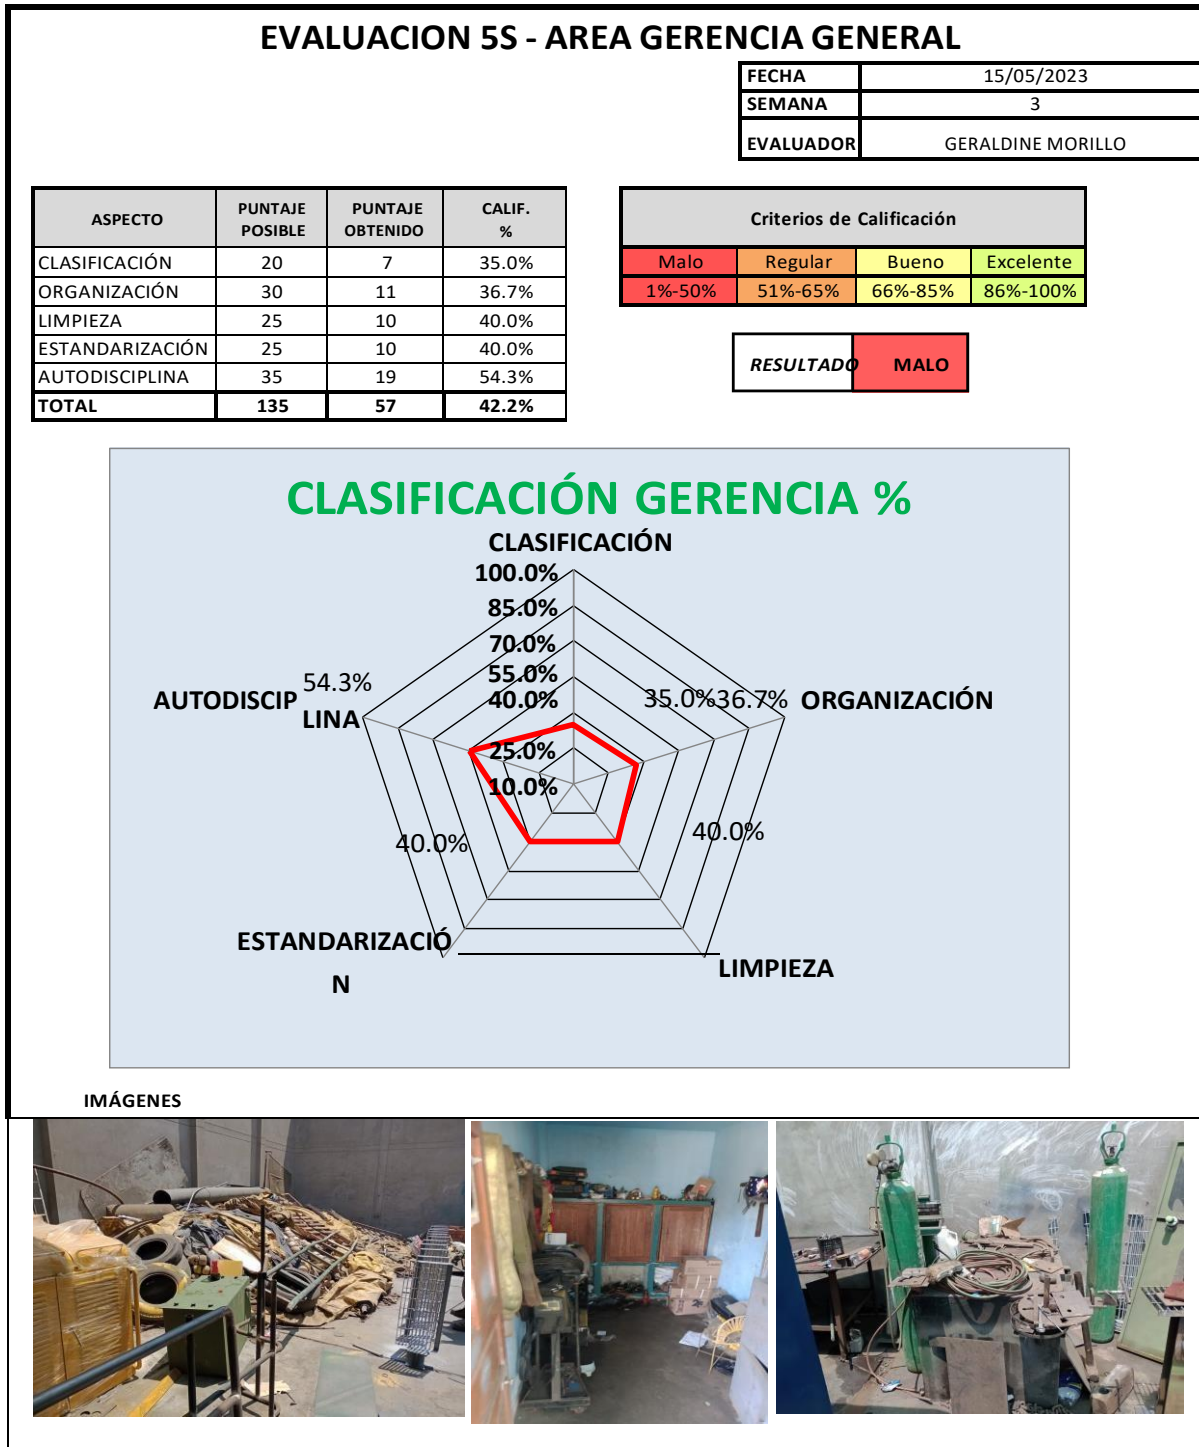 EVALUACION 5S - AREA GERENCIA GENERAL
FECHA 15/05/2023
SEMANA 3
EVALUADOR GERALDINE MORILLO
ASPECTO PUNTAJE POSIBLE PUNTAJE OBTENIDO CALIF. %
CLASIFICACIÓN 20 7 35.0%
ORGANIZACIÓN 30 11 36.7%
LIMPIEZA 25 10 40.0%
ESTANDARIZACIÓN 25 10 40.0%
AUTODISCIPLINA 35 19 54.3%
TOTAL 135 57 42.2%
Criterios de Calificación
Malo Regular Bueno Excelente
1%-50% 51%-65% 66%-85% 86%-100%
RESULTADO MALO
CLASIFICACIÓN GERENCIA %
CLASIFICACIÓN
100.0%
85.0%
70.0%
55.0%
40.0%
25.0%
10.0%
54.3%
AUTODISCIP
LINA
35.0% 36.7% ORGANIZACIÓN
40.0% 40.0%
ESTANDARIZACIÓ
N
LIMPIEZA
IMÁGENES